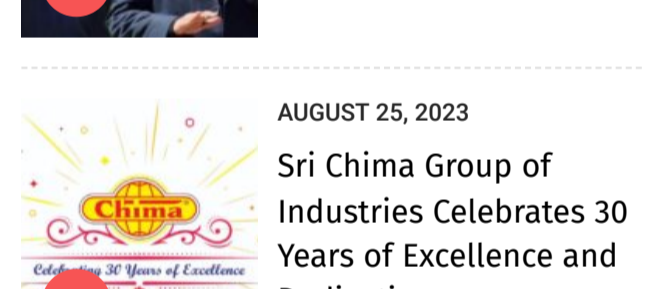 AUGUST 25, 2023
Sri Chima Group of
Industries Celebrates 30
Years of Excellence and
Chima
Celebrating 30 Years of Excellence